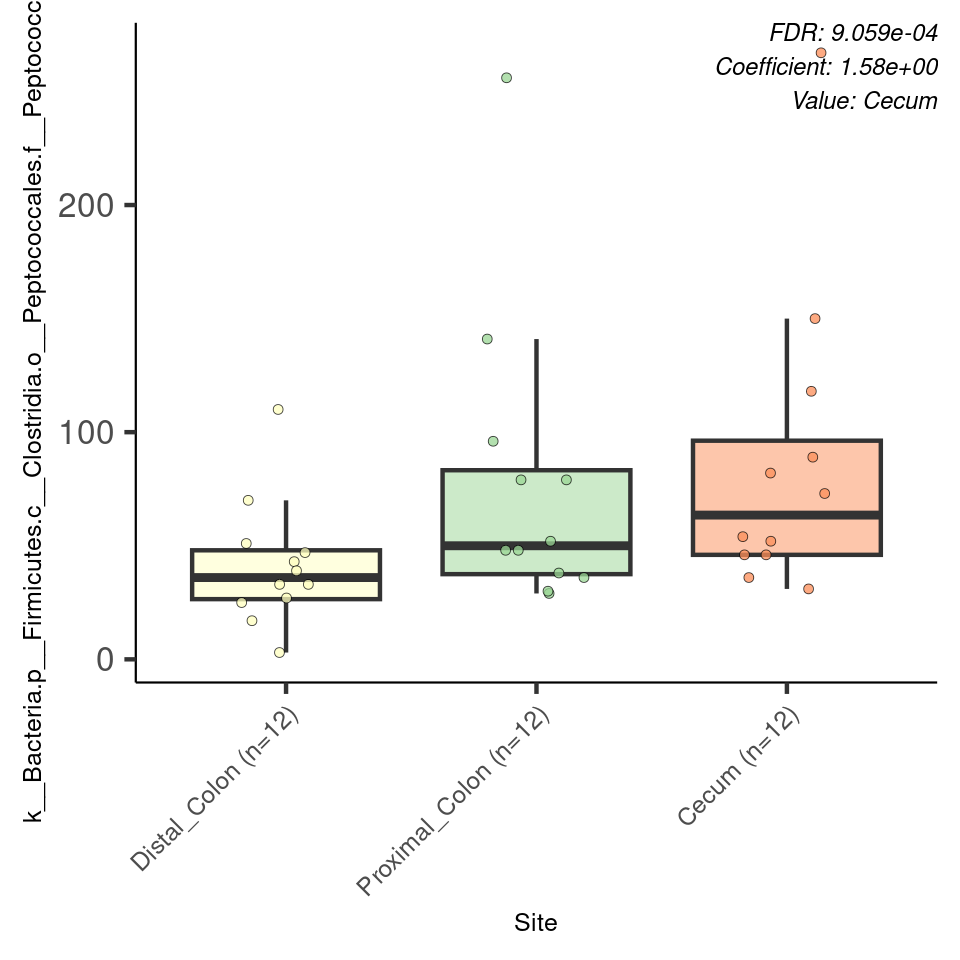 FDR: 9.059e-04
Coefficient: 1.58e+00
Value: Cecum
k__Bacteria.p__Firmicutes.c__Clostridia.o__Peptococcales.f__Peptococc
200
100
0
Distal_Colon (n=12)
Proximal_Colon (n=12)
Cecum (n=12)
Site